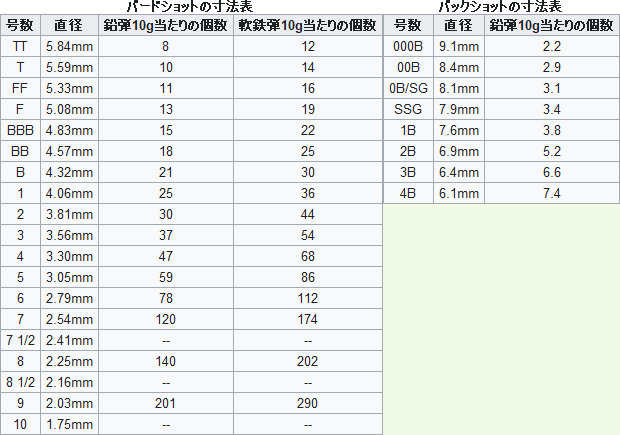 バードショットの寸法表
号数 直径 鉛弾10g当たりの個数 軟鉄弾10g当たりの個数
TT 5.84mm 8 12
T 5.59mm 10 14
FF 5.33mm 11 16
F 5.08mm 13 19
BBB 4.83mm 15 22
BB 4.57mm 18 25
B 4.32mm 21 30
1 4.06mm 25 36
2 3.81mm 30 44
3 3.56mm 37 54
4 3.30mm 47 68
5 3.05mm 59 86
6 2.79mm 78 112
7 2.54mm 120 174
7 1/2 2.41mm -- --
8 2.25mm 140 202
8 1/2 2.16mm -- --
9 2.03mm 201 290
10 1.75mm -- --
バックショットの寸法表
号数 直径 鉛弾10g当たりの個数
000B 9.1mm 2.2
00B 8.4mm 2.9
0B/SG 8.1mm 3.1
SSG 7.9mm 3.4
1B 7.6mm 3.8
2B 6.9mm 5.2
3B 6.4mm 6.6
4B 6.1mm 7.4